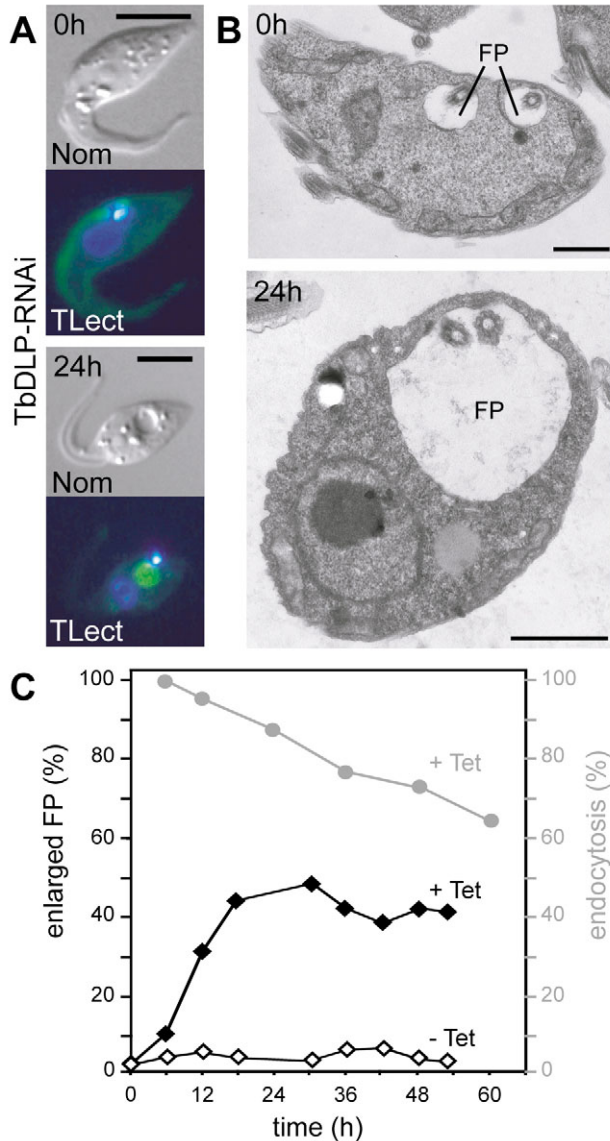 A
0h
Nom
TLect
24h
Nom
TLect
TbDLP-RNAi
B
0h
FP
24h
FP
C
100
80
60
40
20
0
enlarged FP (%)
100
80
60
40
20
0
endocytosis (%)
+ Tet
+ Tet
- Tet
0 12 24 36 48 60
time (h)